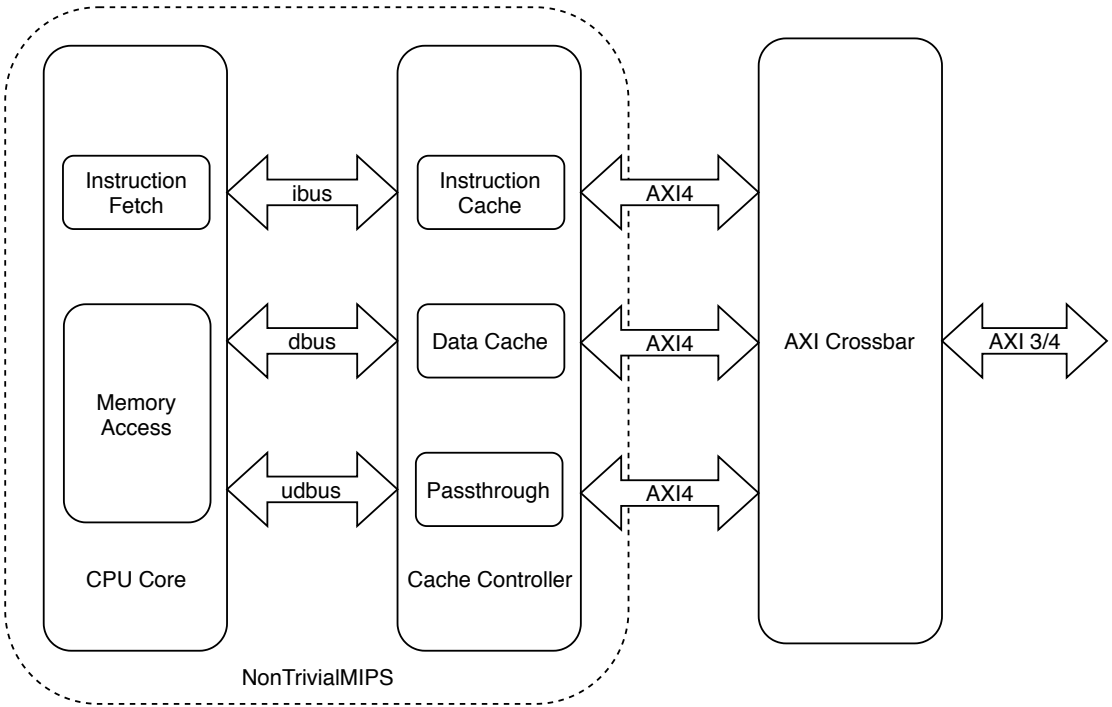 Instruction
Fetch
ibus
Instruction
Cache
AXI4
Memory
Access
dbus
Data Cache
AXI4
AXI Crossbar
AXI 3/4
udbus
Passthrough
AXI4
CPU Core
Cache Controller
NonTrivialMIPS